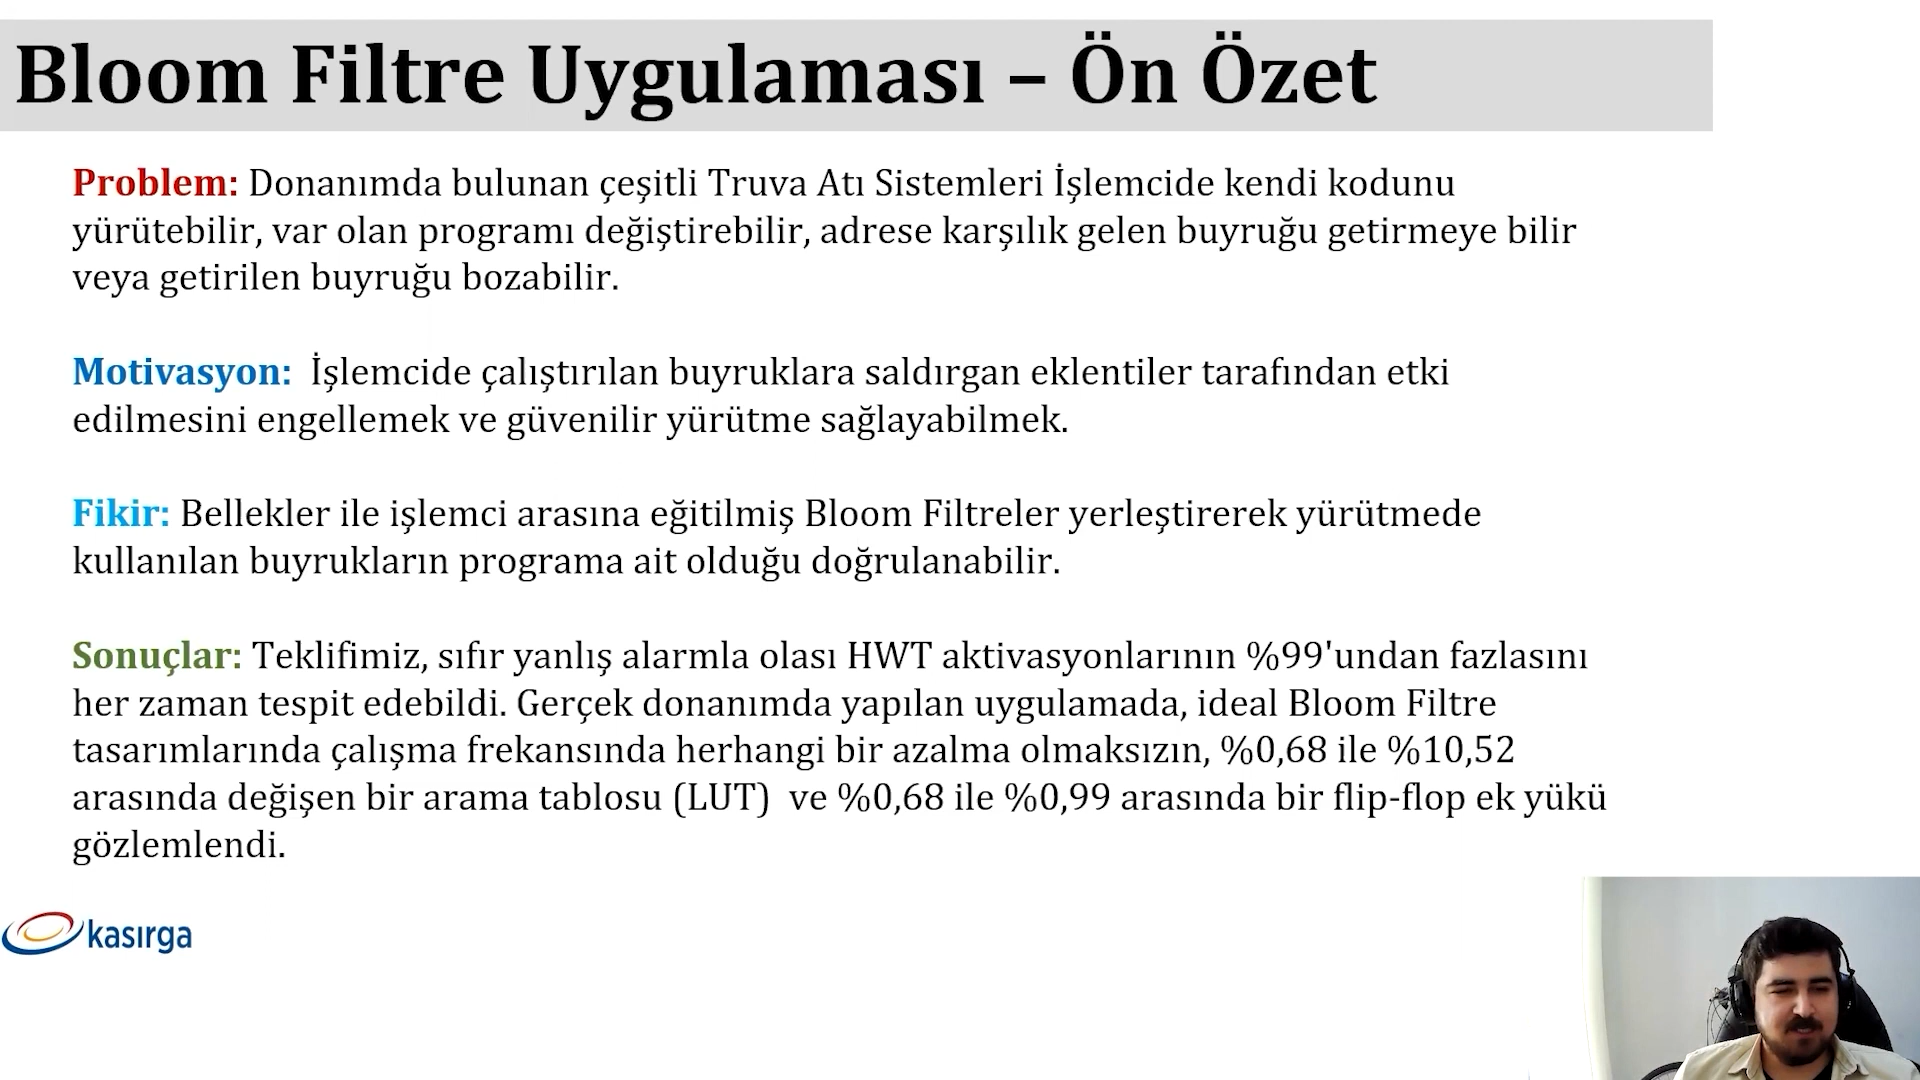 Bloom Filtre Uygulaması – Ön Özet
Problem: Donanımda bulunan çeşitli Truva Atı Sistemleri İşlemcide kendi kodunu
yürütebilir, var olan programı değiştirebilir, adrese karşılık gelen buyruğu getirmeye bilir
veya getirilen buyruğu bozabilir.
Motivasyon: İşlemcide çalıştırılan buyruklara saldırgan eklentiler tarafından etki
edilmesini engellemek ve güvenilir yürütme sağlayabilmek.
Fikir: Bellekler ile işlemci arasına eğitilmiş Bloom Filtreler yerleştirerek yürütmede
kullanılan buyrukların programa ait olduğu doğrulanabilir.
Sonuçlar: Teklifimiz, sıfır yanlış alarmla olası HWT aktivasyonlarının %99'undan fazlasını
her zaman tespit edebildi. Gerçek donanımda yapılan uygulamada, ideal Bloom Filtre
tasarımlarında çalışma frekansında herhangi bir azalma olmaksızın, %0,68 ile %10,52
arasında değişen bir arama tablosu (LUT) ve %0,68 ile %0,99 arasında bir flip-flop ek yükü
gözlemlendi.
kasırga